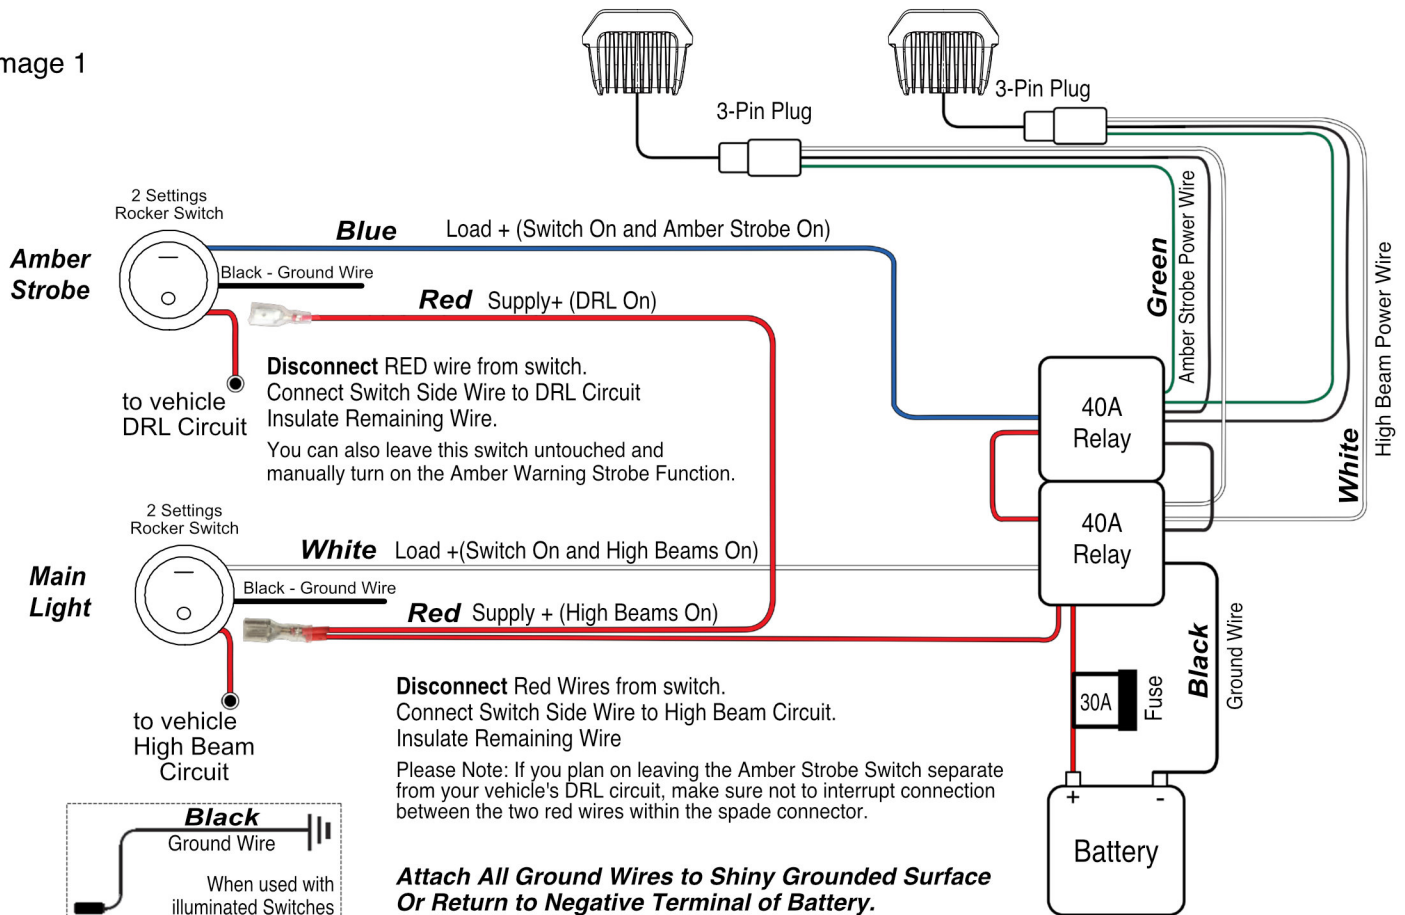 mage 1
3-Pin Plug
3-Pin Plug
2 Settings
Rocker Switch
Amber
Strobe
Blue Load + (Switch On and Amber Strobe On)
Black - Ground Wire
Red Supply+ (DRL On)
to vehicle
DRL Circuit
Disconnect RED wire from switch.
Connect Switch Side Wire to DRL Circuit
Insulate Remaining Wire.
You can also leave this switch untouched and
manually turn on the Amber Warning Strobe Function.
Green
Amber Strobe Power Wire
White
High Beam Power Wire
40A
Relay
40A
Relay
2 Settings
Rocker Switch
Main
Light
White Load +(Switch On and High Beams On)
Black - Ground Wire
Red Supply + (High Beams On)
to vehicle
High Beam
Circuit
Disconnect Red Wires from switch.
Connect Switch Side Wire to High Beam Circuit.
Insulate Remaining Wire
Please Note: If you plan on leaving the Amber Strobe Switch separate
from your vehicle's DRL circuit, make sure not to interrupt connection
between the two red wires within the spade connector.
30A
Fuse
Black
Ground Wire
+ -
Battery
Black
Ground Wire
When used with
illuminated Switches
Attach All Ground Wires to Shiny Grounded Surface
Or Return to Negative Terminal of Battery.